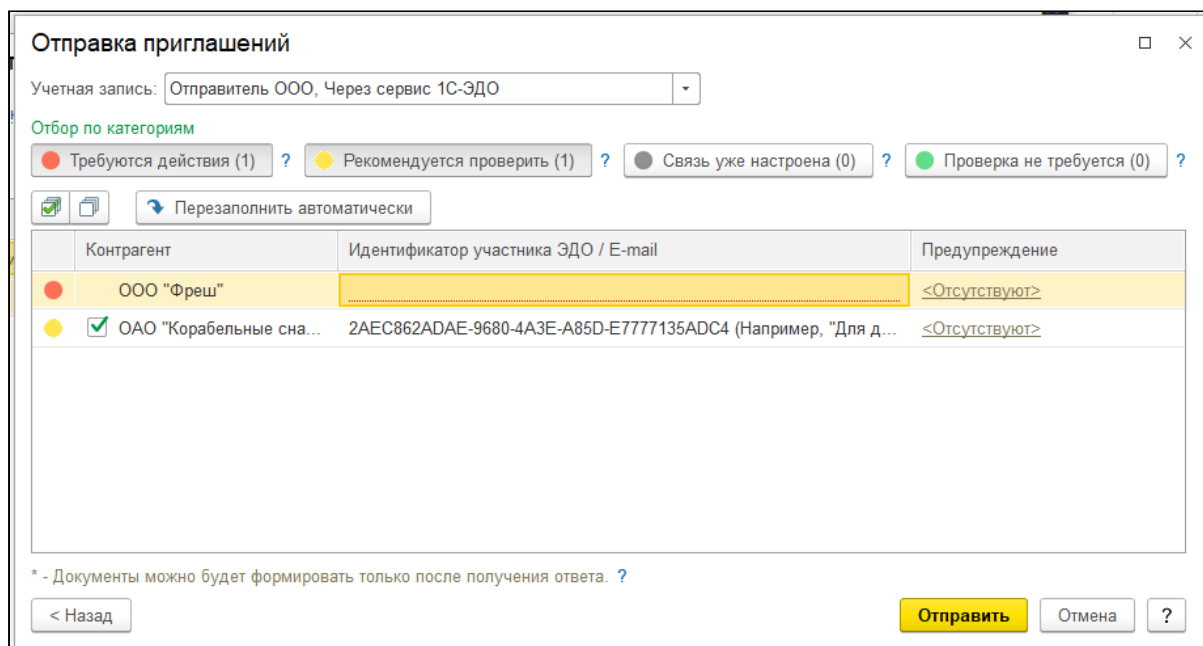 Отправка приглашений
Учетная запись: Отправитель ООО, Через сервис 1С-ЭДО
Отбор по категориям
Требуются действия (1) ? Рекомендуется проверить (1) ? Связь уже настроена (0) ? Проверка не требуется (0) ?
Перезаполнить автоматически
Контрагент Идентификатор участника ЭДО / E-mail Предупреждение
ООО "Фреш" <Отсутствуют>
ОАО "Корабельные сна... 2AEC862ADAE-9680-4A3E-A85D-E7777135ADC4 (Например, "Для д... <Отсутствуют>
* - Документы можно будет формировать только после получения ответа. ?
< Назад Отправить Отмена ?